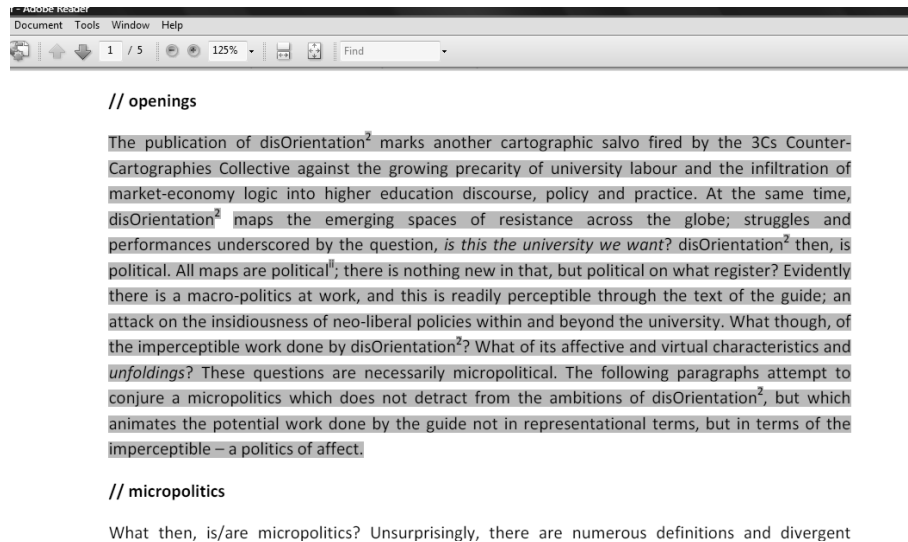 - Adobe Reader
Document Tools Window Help
1 / 5 125% Find
// openings
The publication of disOrientation² marks another cartographic salvo fired by the 3Cs Counter-
Cartographies Collective against the growing precarity of university labour and the infiltration of
market-economy logic into higher education discourse, policy and practice. At the same time,
disOrientation² maps the emerging spaces of resistance across the globe; struggles and
performances underscored by the question, is this the university we want? disOrientation² then, is
political. All maps are politicalⁱⁱ; there is nothing new in that, but political on what register? Evidently
there is a macro-politics at work, and this is readily perceptible through the text of the guide; an
attack on the insidiousness of neo-liberal policies within and beyond the university. What though, of
the imperceptible work done by disOrientation²? What of its affective and virtual characteristics and
unfoldings? These questions are necessarily micropolitical. The following paragraphs attempt to
conjure a micropolitics which does not detract from the ambitions of disOrientation², but which
animates the potential work done by the guide not in representational terms, but in terms of the
imperceptible – a politics of affect.
// micropolitics
What then, is/are micropolitics? Unsurprisingly, there are numerous definitions and divergent